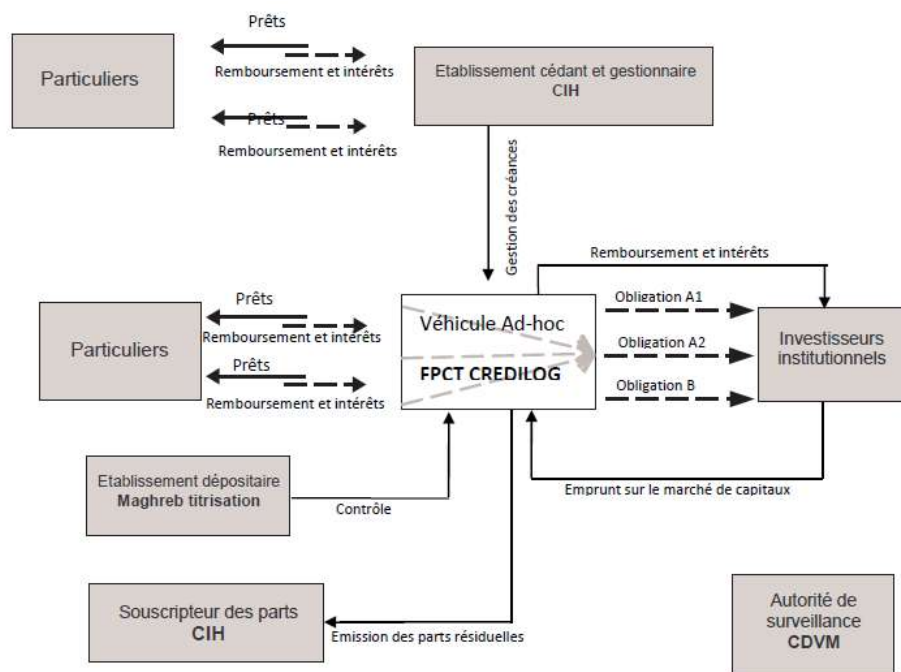 Prêts
Remboursement et intérêts
Particuliers
Etablissement cédant et gestionnaire
CIH
Prêts
Remboursement et intérêts
Gestion des créances
Remboursement et intérêts
Prêts
Remboursement et intérêts
Particuliers
Prêts
Remboursement et intérêts
Véhicule Ad-hoc
FPCT CREDILOG
Obligation A1
Obligation A2
Obligation B
Investisseurs
institutionnels
Etablissement dépositaire
Maghreb titrisation
Contrôle
Emprunt sur le marché de capitaux
Souscripteur des parts
CIH
Emission des parts résiduelles
Autorité de
surveillance
CDVM